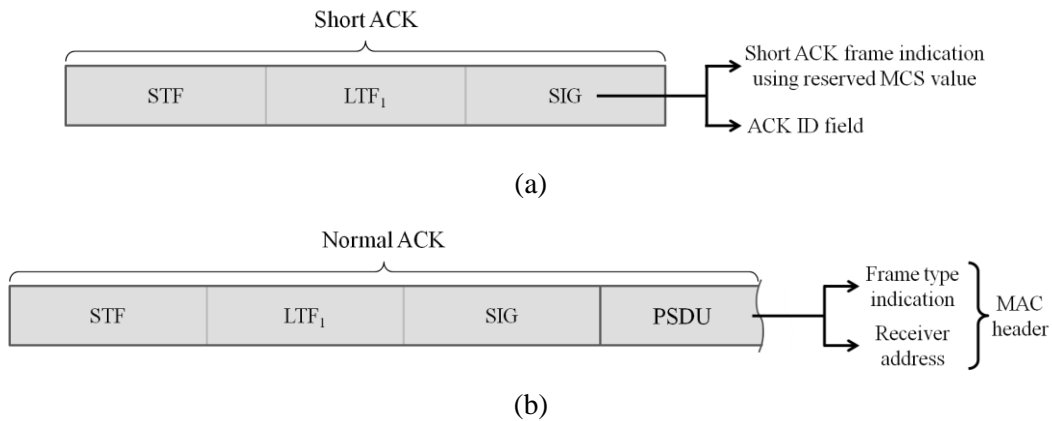 Short ACK
STF
LTF₁
SIG
Short ACK frame indication
using reserved MCS value
ACK ID field
(a)
Normal ACK
STF
LTF₁
SIG
PSDU
Frame type
indication
Receiver
address
MAC
header
(b)